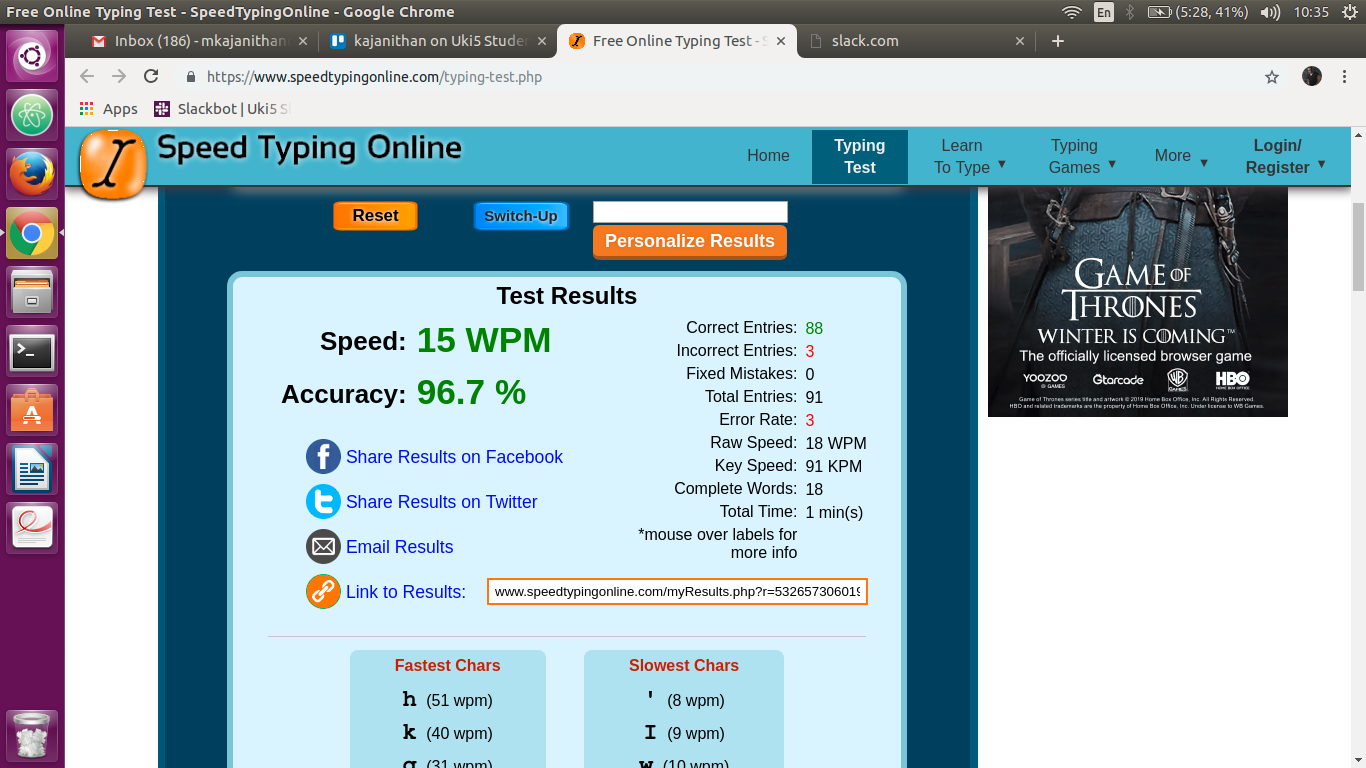 Free Online Typing Test - SpeedTypingOnline - Google Chrome
En
(5:28, 41%)
10:35
Inbox (186) - mkajanithan
kajanithan on Uki5 Stude
Free Online Typing Test - S
slack.com
https://www.speedtypingonline.com/typing-test.php
Apps
Slackbot | Uki5 S
Speed Typing Online
Home
Typing Test
Learn To Type ▼
Typing Games ▼
More ▼
Login/ Register ▼
Reset
Switch-Up
Personalize Results
Test Results
Speed: 15 WPM
Accuracy: 96.7 %
Share Results on Facebook
Share Results on Twitter
Email Results
Link to Results: www.speedtypingonline.com/myResults.php?r=532657306019
Correct Entries: 88
Incorrect Entries: 3
Fixed Mistakes: 0
Total Entries: 91
Error Rate: 3
Raw Speed: 18 WPM
Key Speed: 91 KPM
Complete Words: 18
Total Time: 1 min(s)
*mouse over labels for
more info
Fastest Chars
h (51 wpm)
k (40 wpm)
(31 wpm)
Slowest Chars
' (8 wpm)
I (9 wpm)
w (10 wpm)
GAME OF
THRONES
WINTER IS COMING™
The officially licensed browser game
YOOZOO
GAMES
Gtarcade
WB
GAMES
HBO
HOME BOX OFFICE
Game of Thrones series title and artwork © 2019 Home Box Office, Inc. All Rights Reserved.
HBO and related trademarks are the property of Home Box Office, Inc. Under license to WB Games.